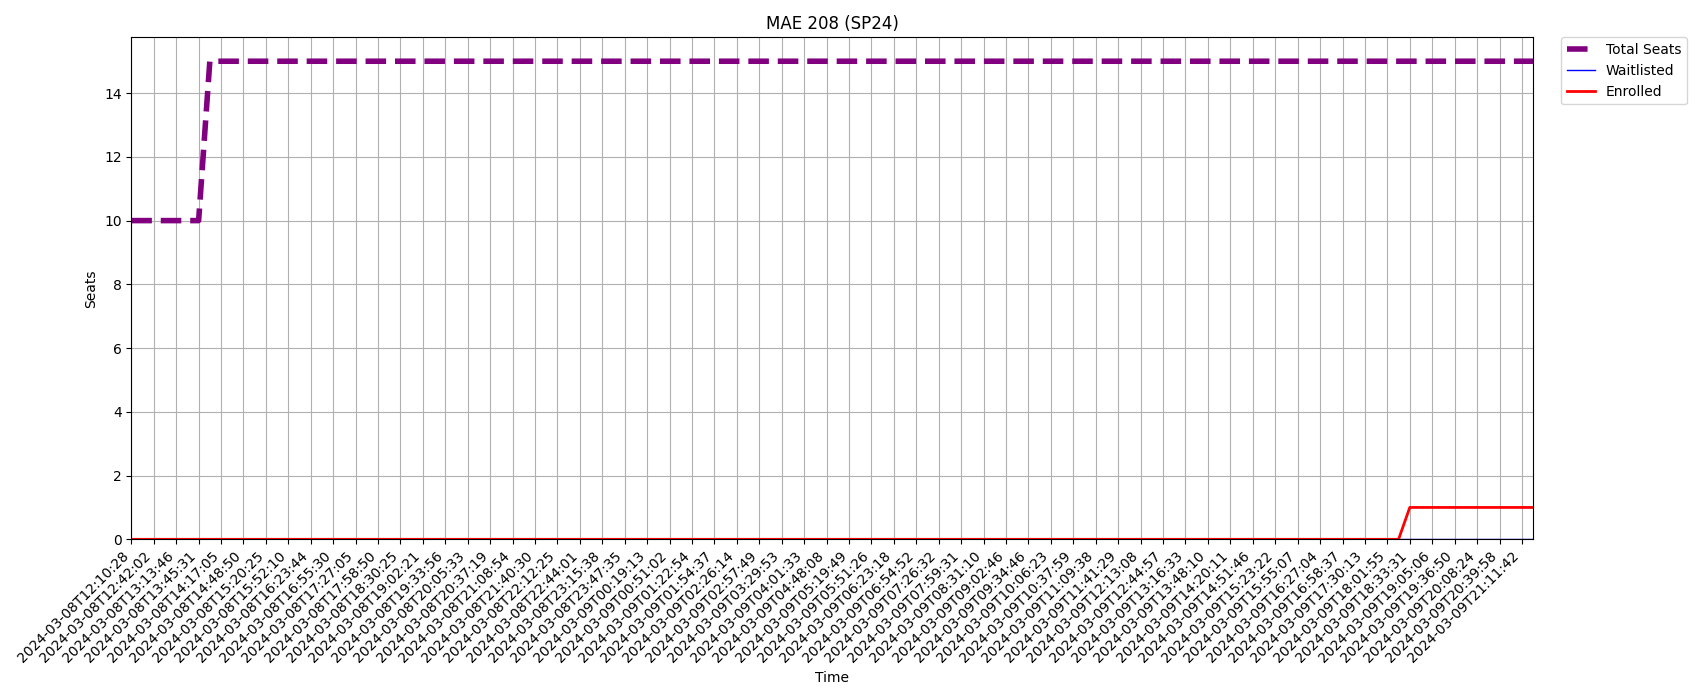 MAE 208 (SP24)
Total Seats
Waitlisted
Enrolled
Seats
14
12
10
8
6
4
2
0
2024-03-08T12:10:28
2024-03-08T12:42:02
2024-03-08T13:13:46
2024-03-08T13:45:31
2024-03-08T14:17:05
2024-03-08T14:48:50
2024-03-08T15:20:25
2024-03-08T15:52:10
2024-03-08T16:23:44
2024-03-08T16:55:30
2024-03-08T17:27:05
2024-03-08T17:58:50
2024-03-08T18:30:25
2024-03-08T19:02:21
2024-03-08T19:33:56
2024-03-08T20:05:33
2024-03-08T20:37:19
2024-03-08T21:08:54
2024-03-08T21:40:30
2024-03-08T22:12:25
2024-03-08T22:44:01
2024-03-08T23:15:38
2024-03-08T23:47:35
2024-03-09T00:19:13
2024-03-09T00:51:02
2024-03-09T01:22:54
2024-03-09T01:54:37
2024-03-09T02:26:14
2024-03-09T02:57:49
2024-03-09T03:29:53
2024-03-09T04:01:33
2024-03-09T04:48:08
2024-03-09T05:19:49
2024-03-09T05:51:26
2024-03-09T06:23:18
2024-03-09T06:54:52
2024-03-09T07:26:32
2024-03-09T07:59:31
2024-03-09T08:31:10
2024-03-09T09:02:46
2024-03-09T09:34:46
2024-03-09T10:06:23
2024-03-09T10:37:59
2024-03-09T11:09:38
2024-03-09T11:41:29
2024-03-09T12:13:08
2024-03-09T12:44:57
2024-03-09T13:16:33
2024-03-09T13:48:10
2024-03-09T14:20:11
2024-03-09T14:51:46
2024-03-09T15:23:22
2024-03-09T15:55:07
2024-03-09T16:27:04
2024-03-09T16:58:37
2024-03-09T17:30:13
2024-03-09T18:01:55
2024-03-09T18:33:31
2024-03-09T19:05:06
2024-03-09T19:36:50
2024-03-09T20:08:24
2024-03-09T20:39:58
2024-03-09T21:11:42
Time